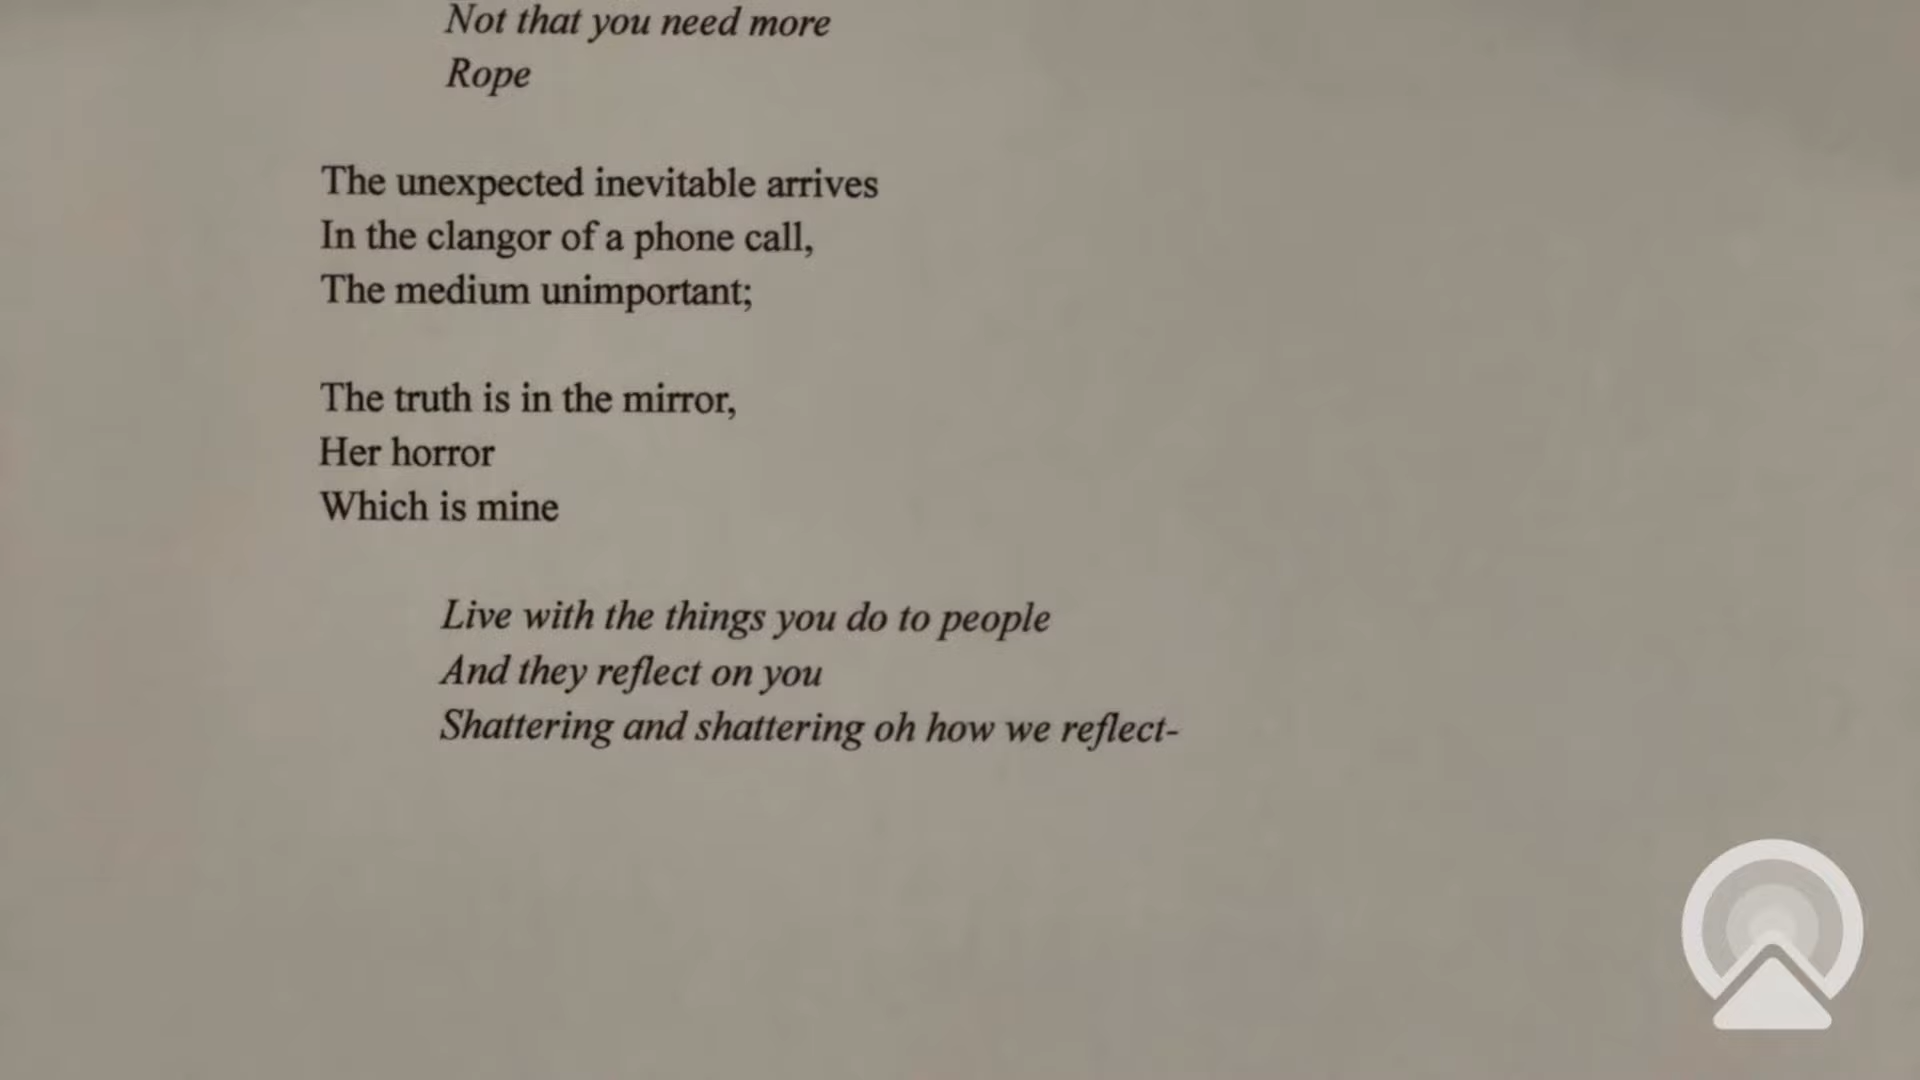 Not that you need more
Rope
The unexpected inevitable arrives
In the clangor of a phone call,
The medium unimportant;
The truth is in the mirror,
Her horror
Which is mine
Live with the things you do to people
And they reflect on you
Shattering and shattering oh how we reflect-